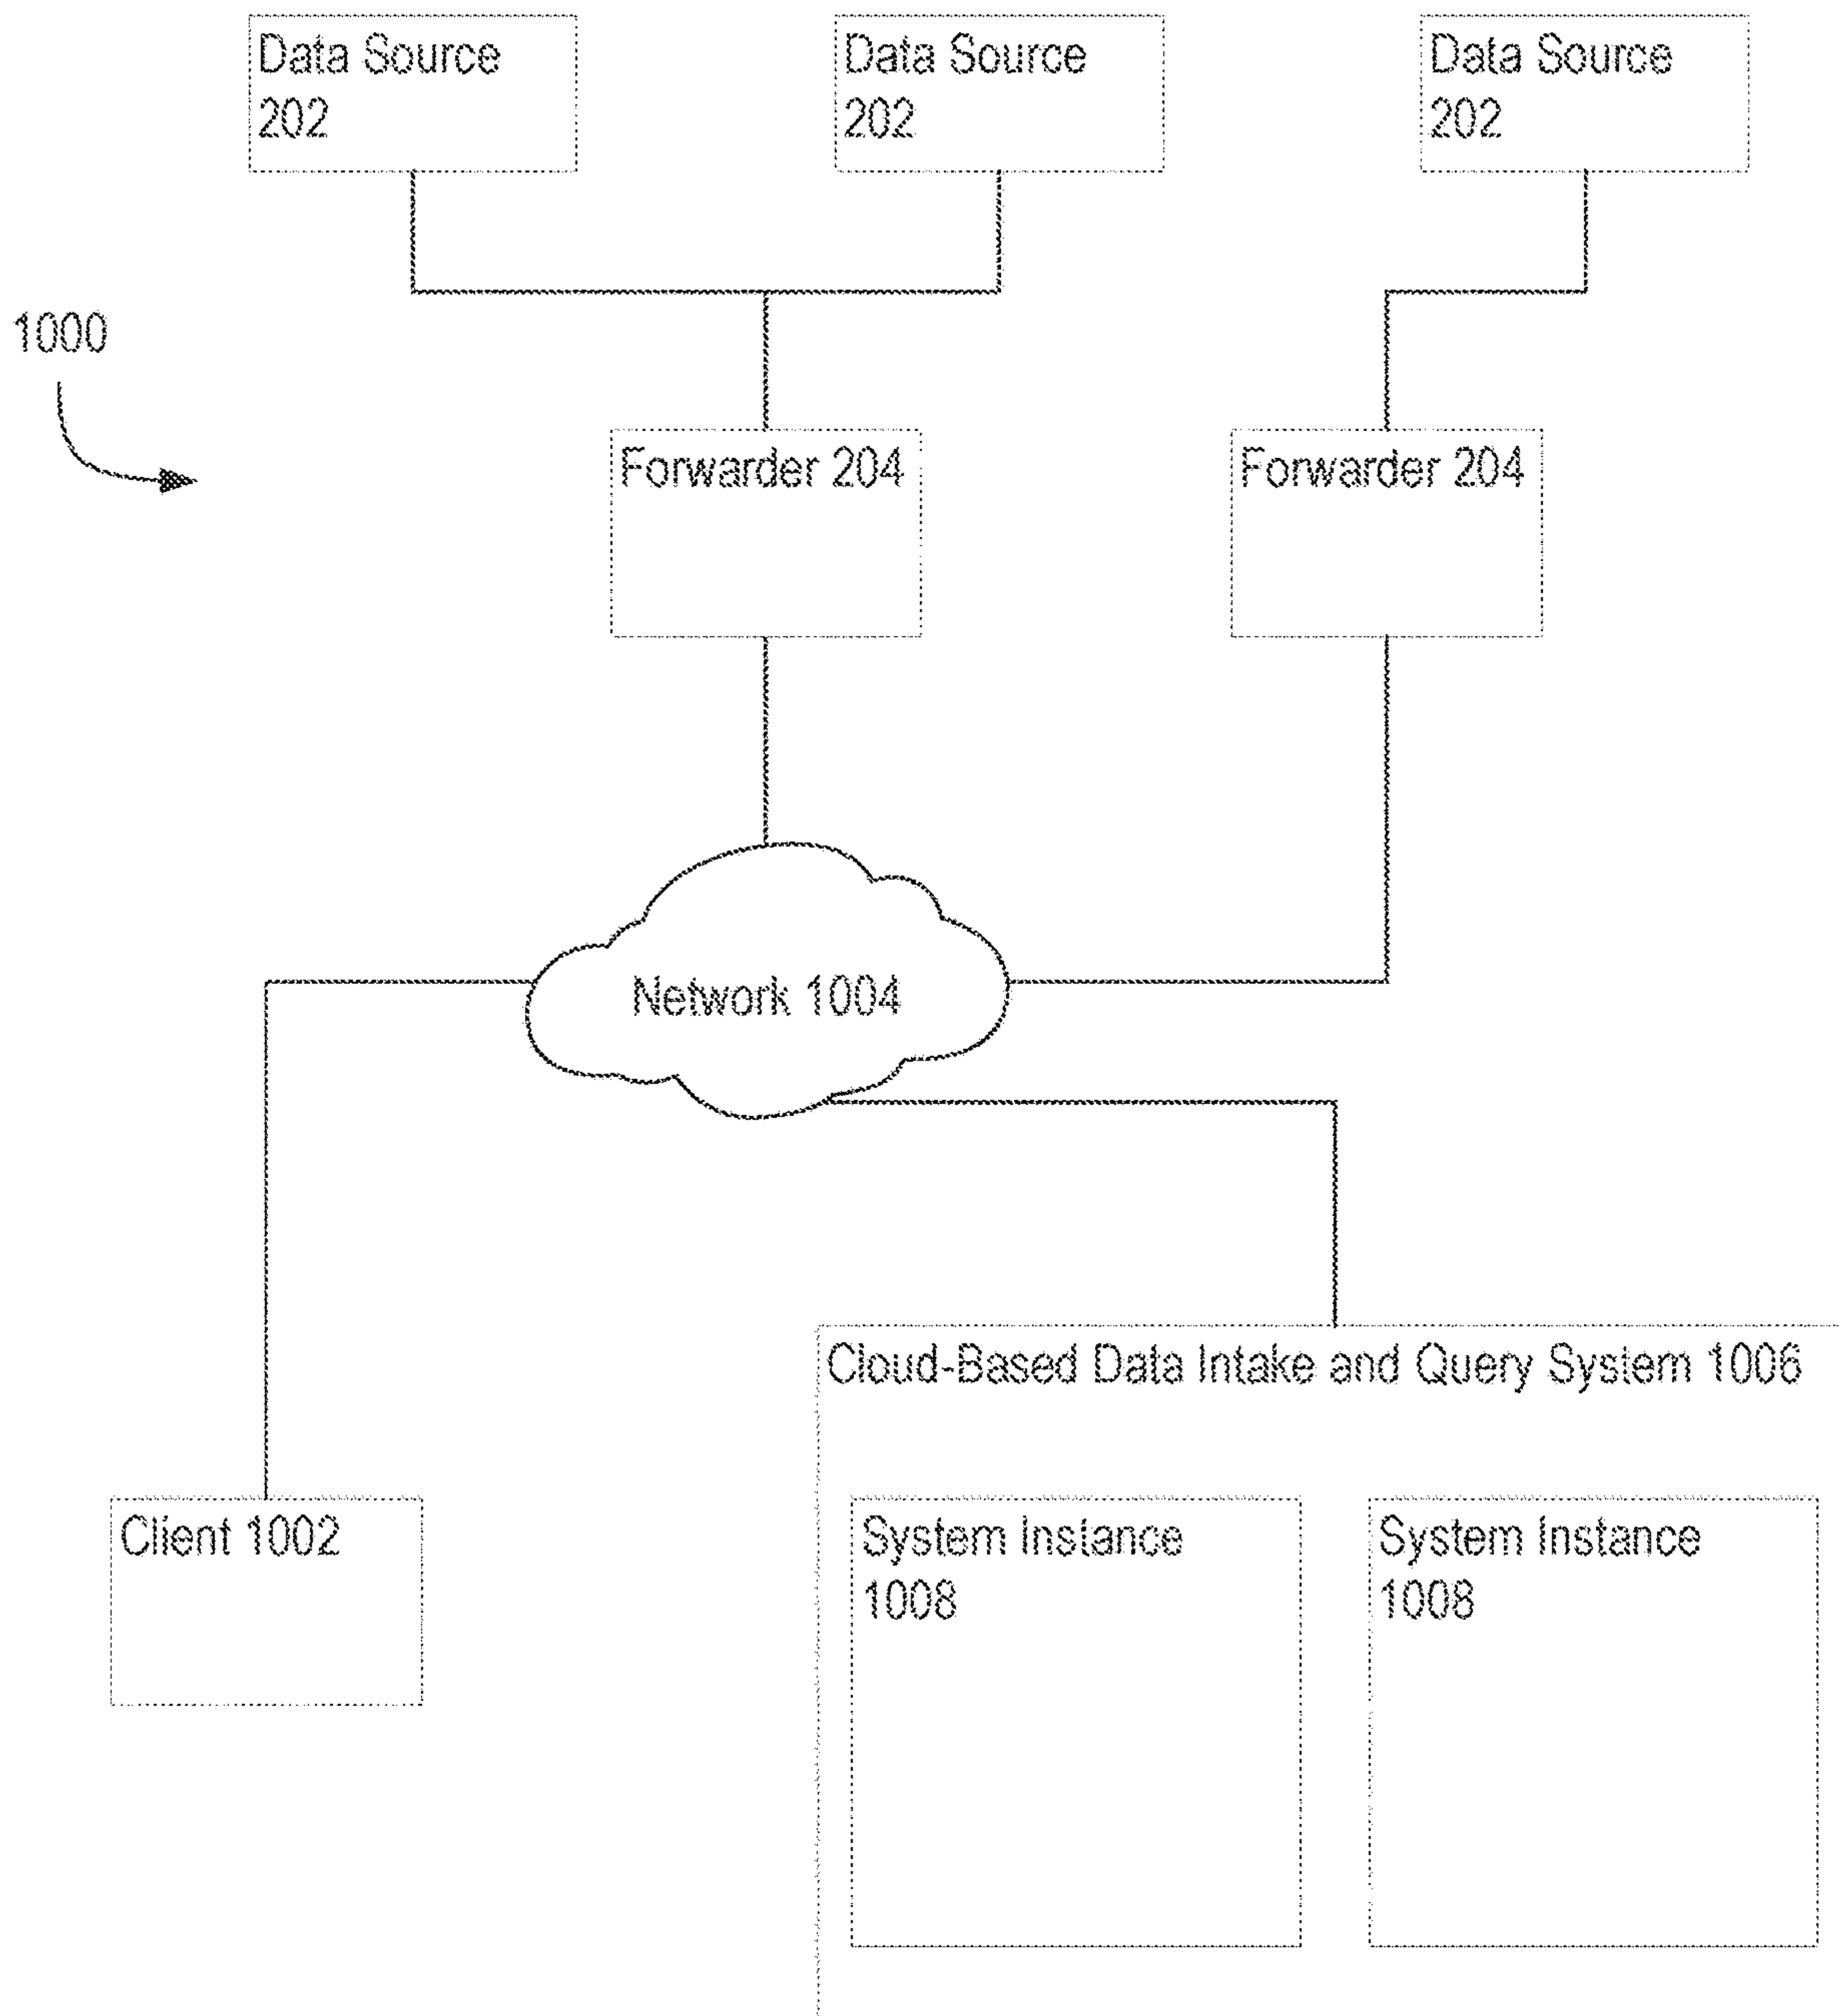 Data Source
202
Data Source
202
Data Source
202
1000
Forwarder 204
Forwarder 204
Network 1004
Cloud-Based Data Intake and Query System 1006
Client 1002
System Instance
1008
System Instance
1008